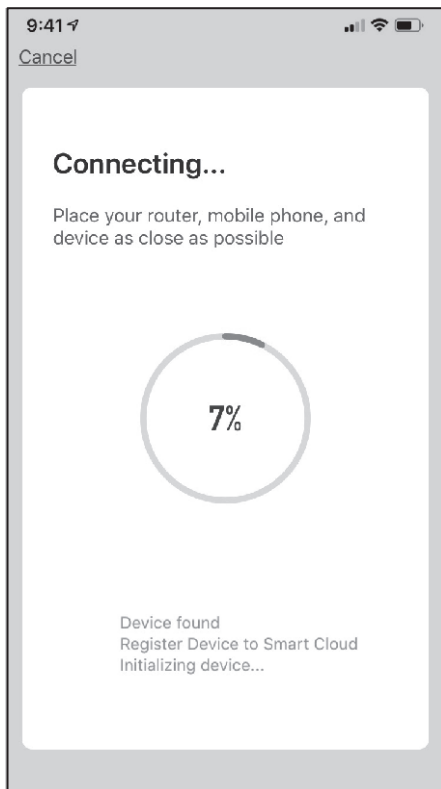 9:41
Cancel
Connecting...
Place your router, mobile phone, and
device as close as possible
7%
Device found
Register Device to Smart Cloud
Initializing device...